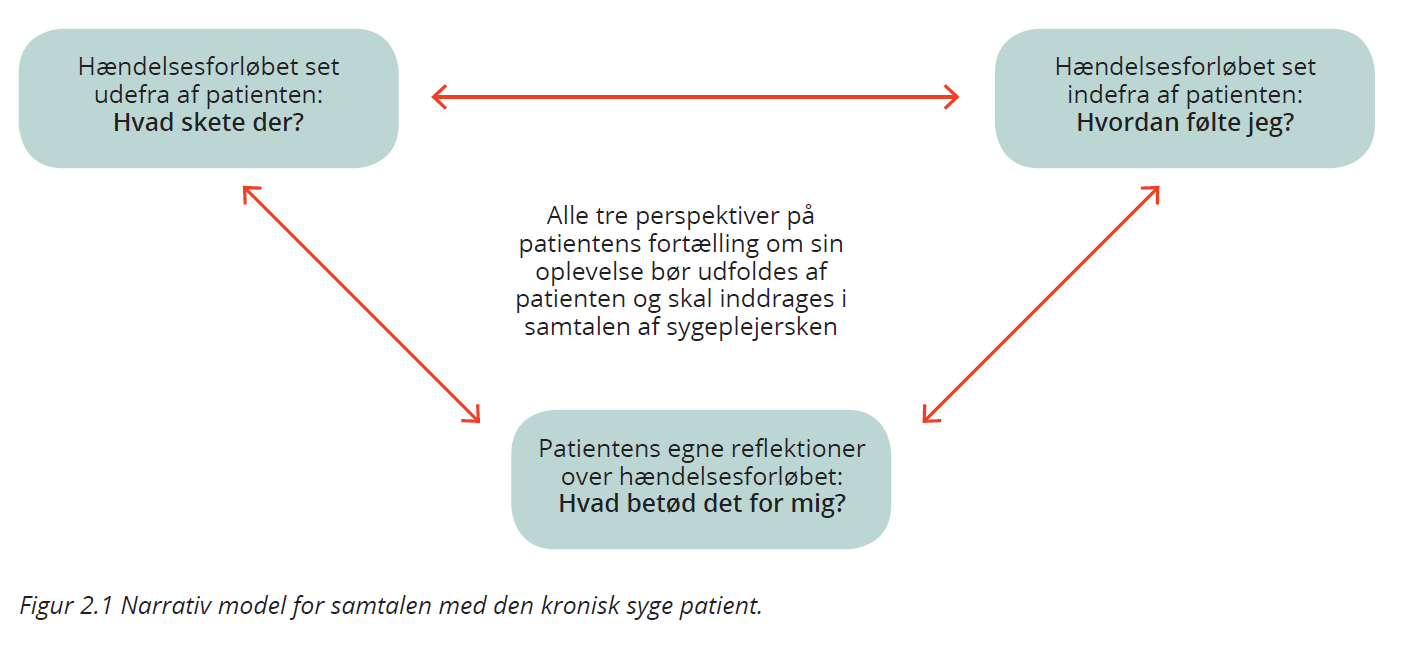 Hændelsesforløbet set
udefra af patienten:
Hvad skete der?
Hændelsesforløbet set
indefra af patienten:
Hvordan følte jeg?
Alle tre perspektiver på
patientens fortælling om sin
oplevelse bør udfoldes af
patienten og skal inddrages i
samtalen af sygeplejersken
Patientens egne reflektioner
over hændelsesforløbet:
Hvad betød det for mig?
Figur 2.1 Narrativ model for samtalen med den kronisk syge patient.